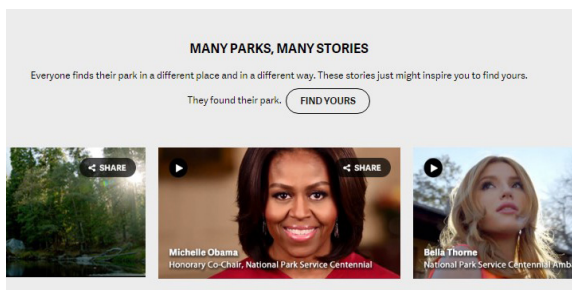 MANY PARKS, MANY STORIES
Everyone finds their park in a different place and in a different way. These stories just might inspire you to find yours.
They found their park. FIND YOURS
SHARE
SHARE
Michelle Obama
Honorary Co-Chair, National Park Service Centennial
Bella Thorne
National Park Service Centennial Amb